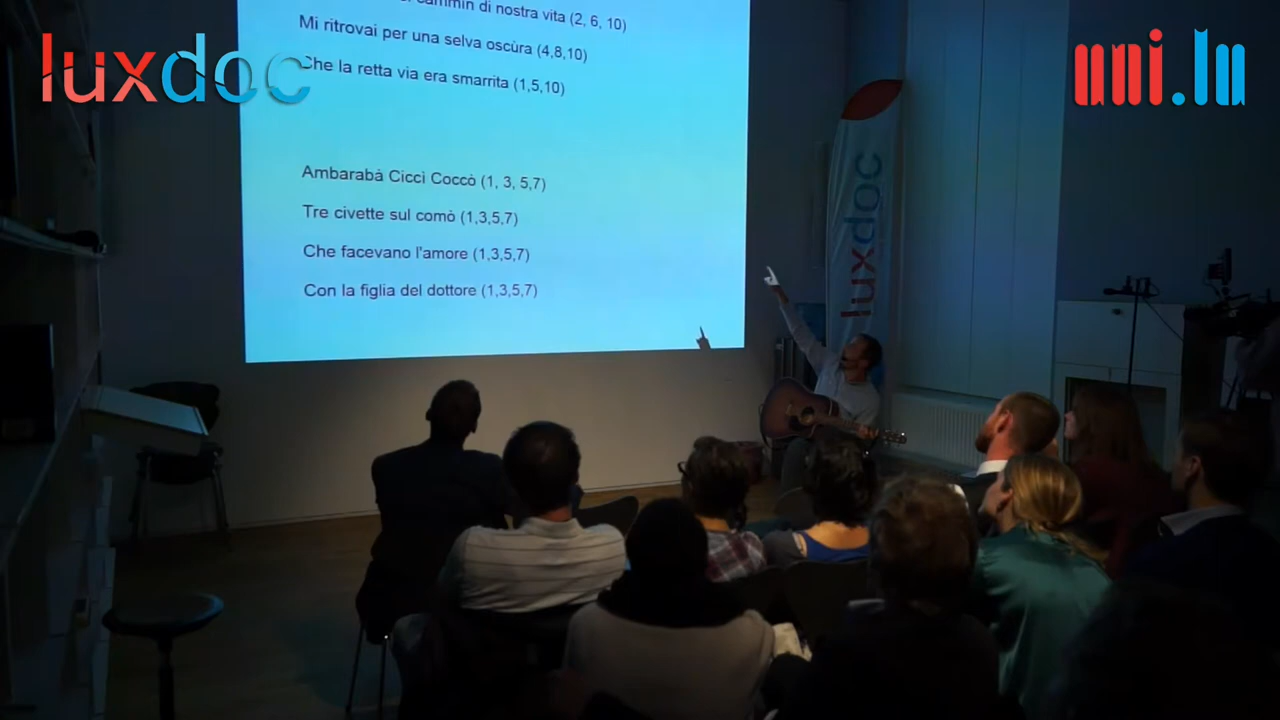 cammin di nostra vita (2, 6, 10)
Mi ritrovai per una selva oscùra (4,8,10)
Che la retta via era smarrita (1,5,10)
Ambarabà Ciccì Coccò (1, 3, 5,7)
Tre civette sul comò (1,3,5,7)
Che facevano l'amore (1,3,5,7)
Con la figlia del dottore (1,3,5,7)
luxdoc
uni.lu
luxdoc